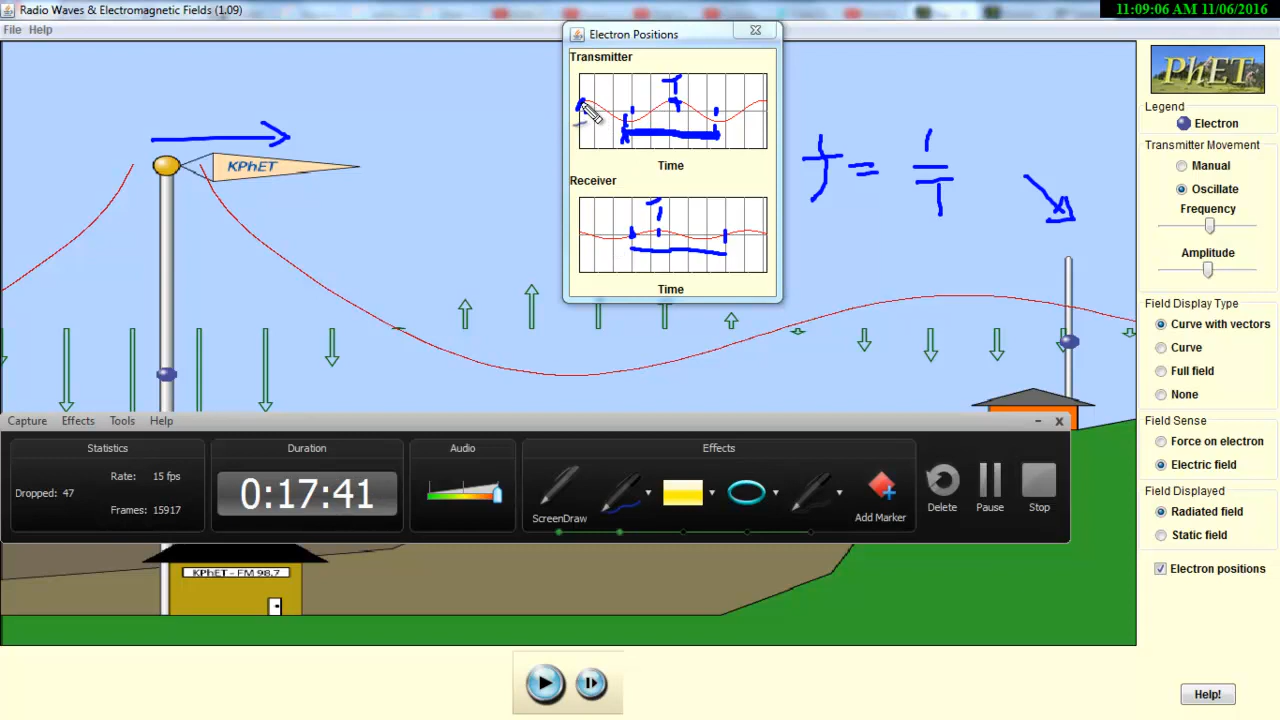 Radio Waves & Electromagnetic Fields (1.09)
11:09:06 AM 11/06/2016
File Help
Electron Positions
Transmitter
T
Time
Receiver
T
Time
KPhET
f = 1/T
PhET
Legend
Electron
Transmitter Movement
Manual
Oscillate
Frequency
Amplitude
Field Display Type
Curve with vectors
Curve
Full field
None
Field Sense
Force on electron
Electric field
Field Displayed
Radiated field
Static field
Electron positions
Capture Effects Tools Help
Statistics
Rate: 15 fps
Dropped: 47
Frames: 15917
Duration
0:17:41
Audio
Effects
ScreenDraw
Add Marker
Delete
Pause
Stop
KPhET - FM 98.7
Help!